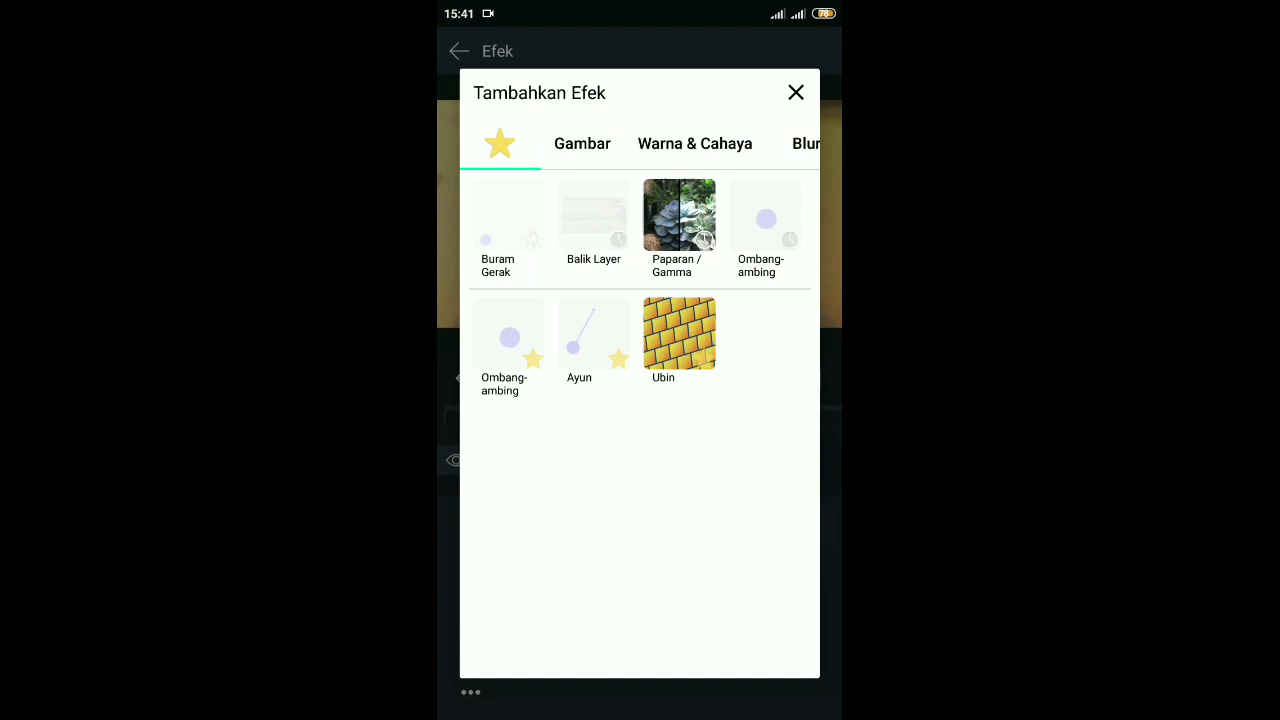 15:41
78
Efek
Tambahkan Efek
Gambar
Warna & Cahaya
Blur
Buram
Gerak
Balik Layer
Paparan /
Gamma
Ombang-
ambing
Ombang-
ambing
Ayun
Ubin